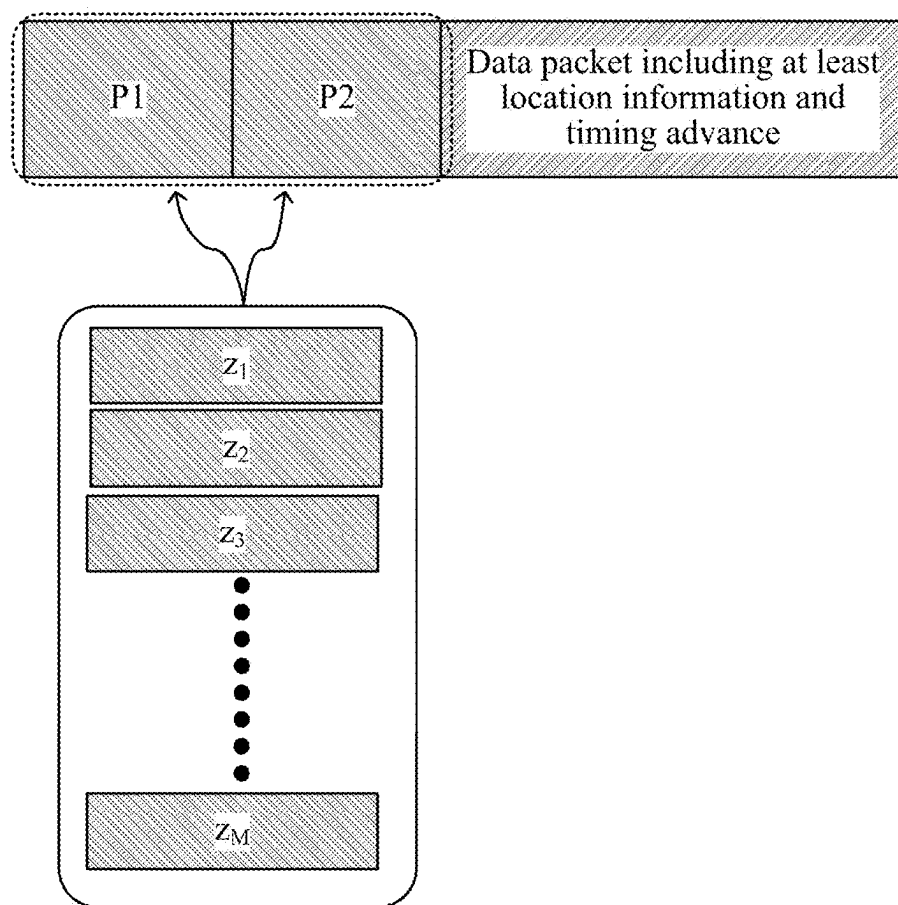 P1
P2
Data packet including at least
location information and
timing advance
z1
z2
z3
zM